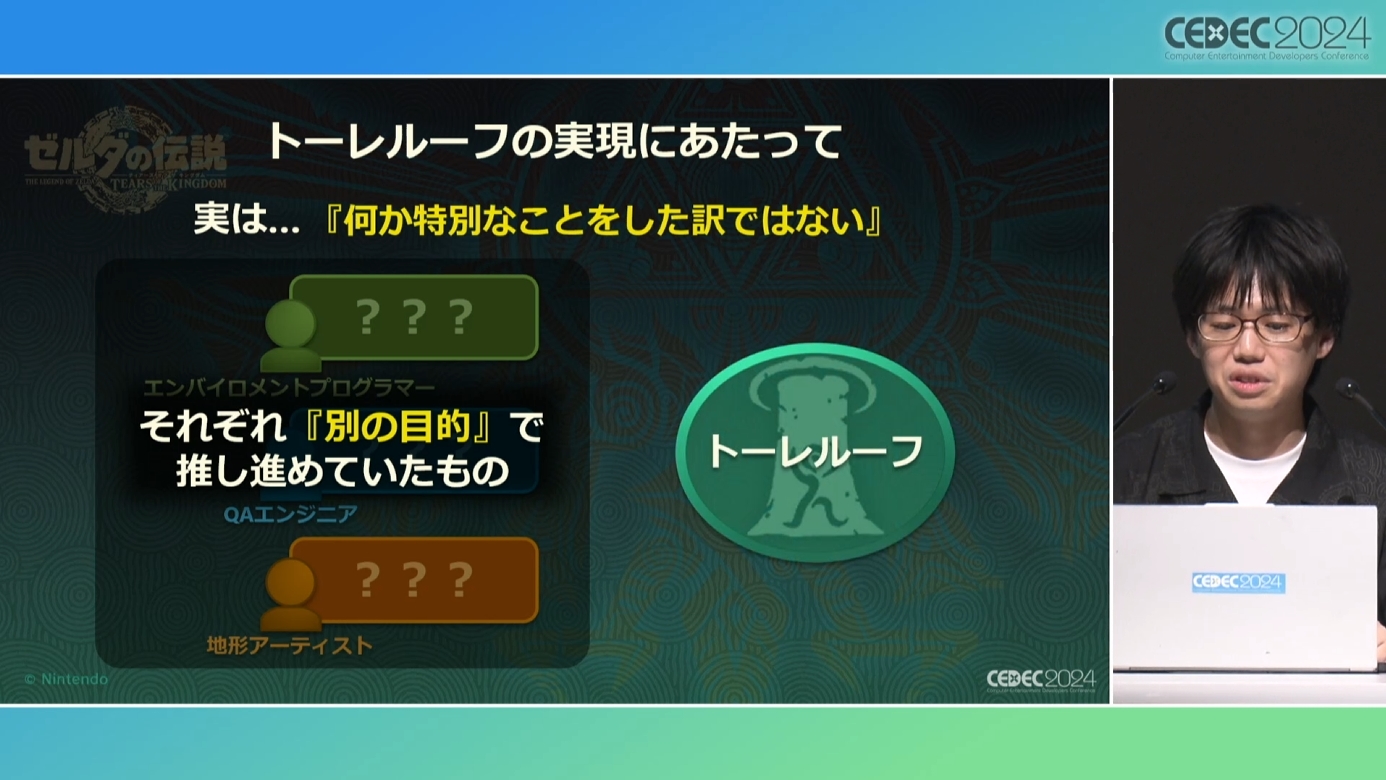 CEDEC2024
Computer Entertainment Developers Conference
ゼルダの伝説
TEARS OF THE KINGDOM
トーレルーフの実現にあたって
実は... 『何か特別なことをした訳ではない』
？？？
エンバイロメントプログラマー
それぞれ『別の目的』で
推し進めていたもの
QAエンジニア
？？？
地形アーティスト
トーレルーフ
© Nintendo
CEDEC2024
Computer Entertainment Developers Conference
CEDEC2024